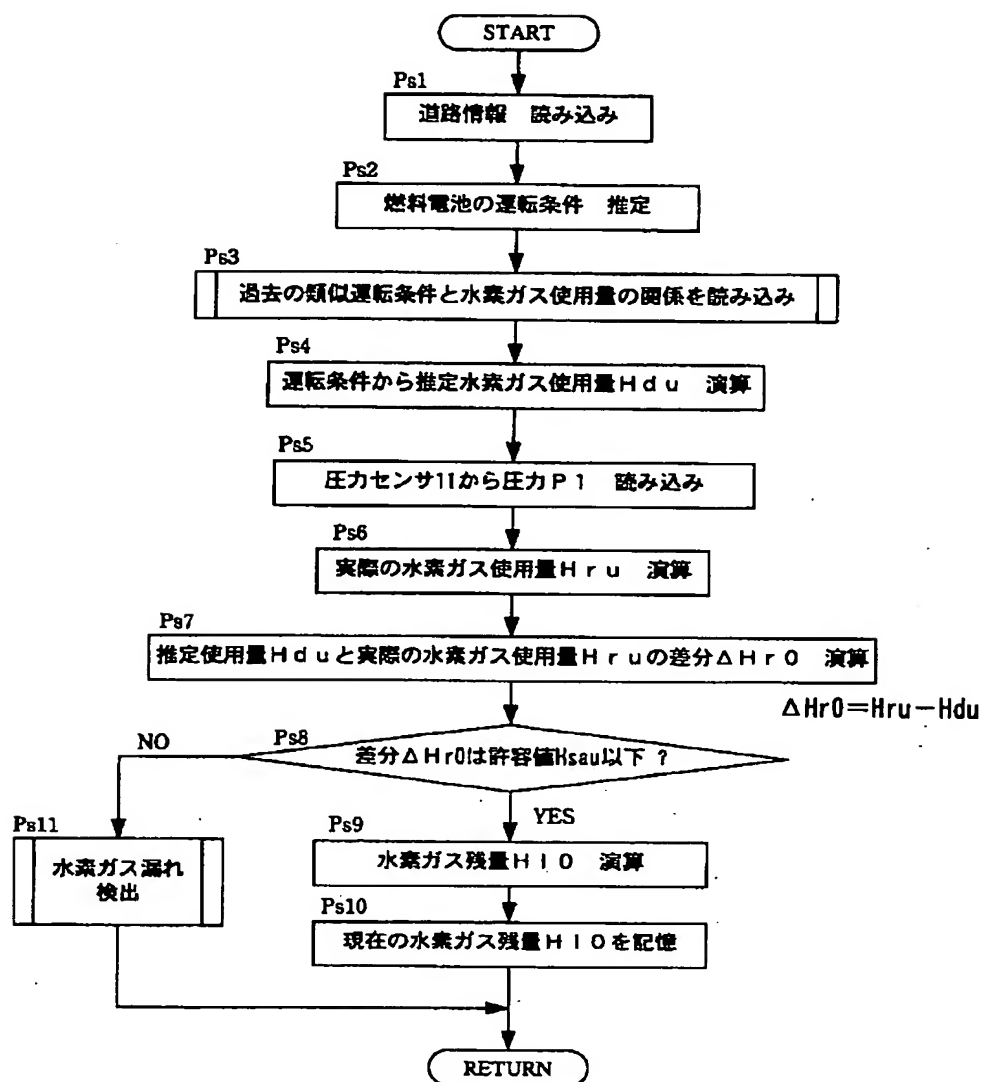 START
Ps1
道路情報 読み込み
Ps2
燃料電池の運転条件 推定
Ps3
過去の類似運転条件と水素ガス使用量の関係を読み込み
Ps4
運転条件から推定水素ガス使用量Hdu 演算
Ps5
圧力センサ11から圧力P1 読み込み
Ps6
実際の水素ガス使用量Hru 演算
Ps7
推定使用量Hduと実際の水素ガス使用量Hruの差分ΔHr0 演算
ΔHr0=Hru-Hdu
Ps8
NO
差分ΔHr0は許容値Hsau以下 ?
YES
Ps11
水素ガス漏れ
検出
Ps9
水素ガス残量Hl0 演算
Ps10
現在の水素ガス残量Hl0を記憶
RETURN